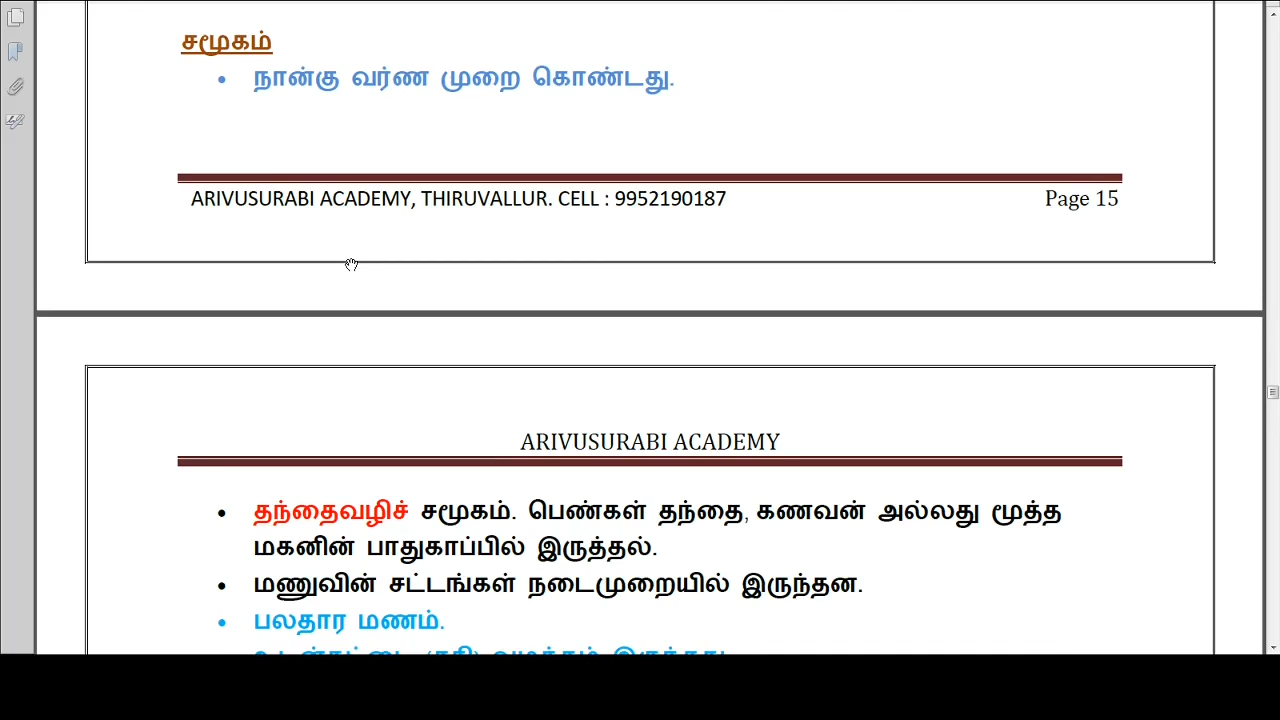 சமூகம்
• நான்கு வர்ண முறை கொண்டது.
ARIVUSURABI ACADEMY, THIRUVALLUR. CELL : 9952190187 Page 15
ARIVUSURABI ACADEMY
• தந்தைவழிச் சமூகம். பெண்கள் தந்தை, கணவன் அல்லது மூத்த
மகனின் பாதுகாப்பில் இருத்தல்.
• மணுவின் சட்டங்கள் நடைமுறையில் இருந்தன.
• பலதார மணம்.